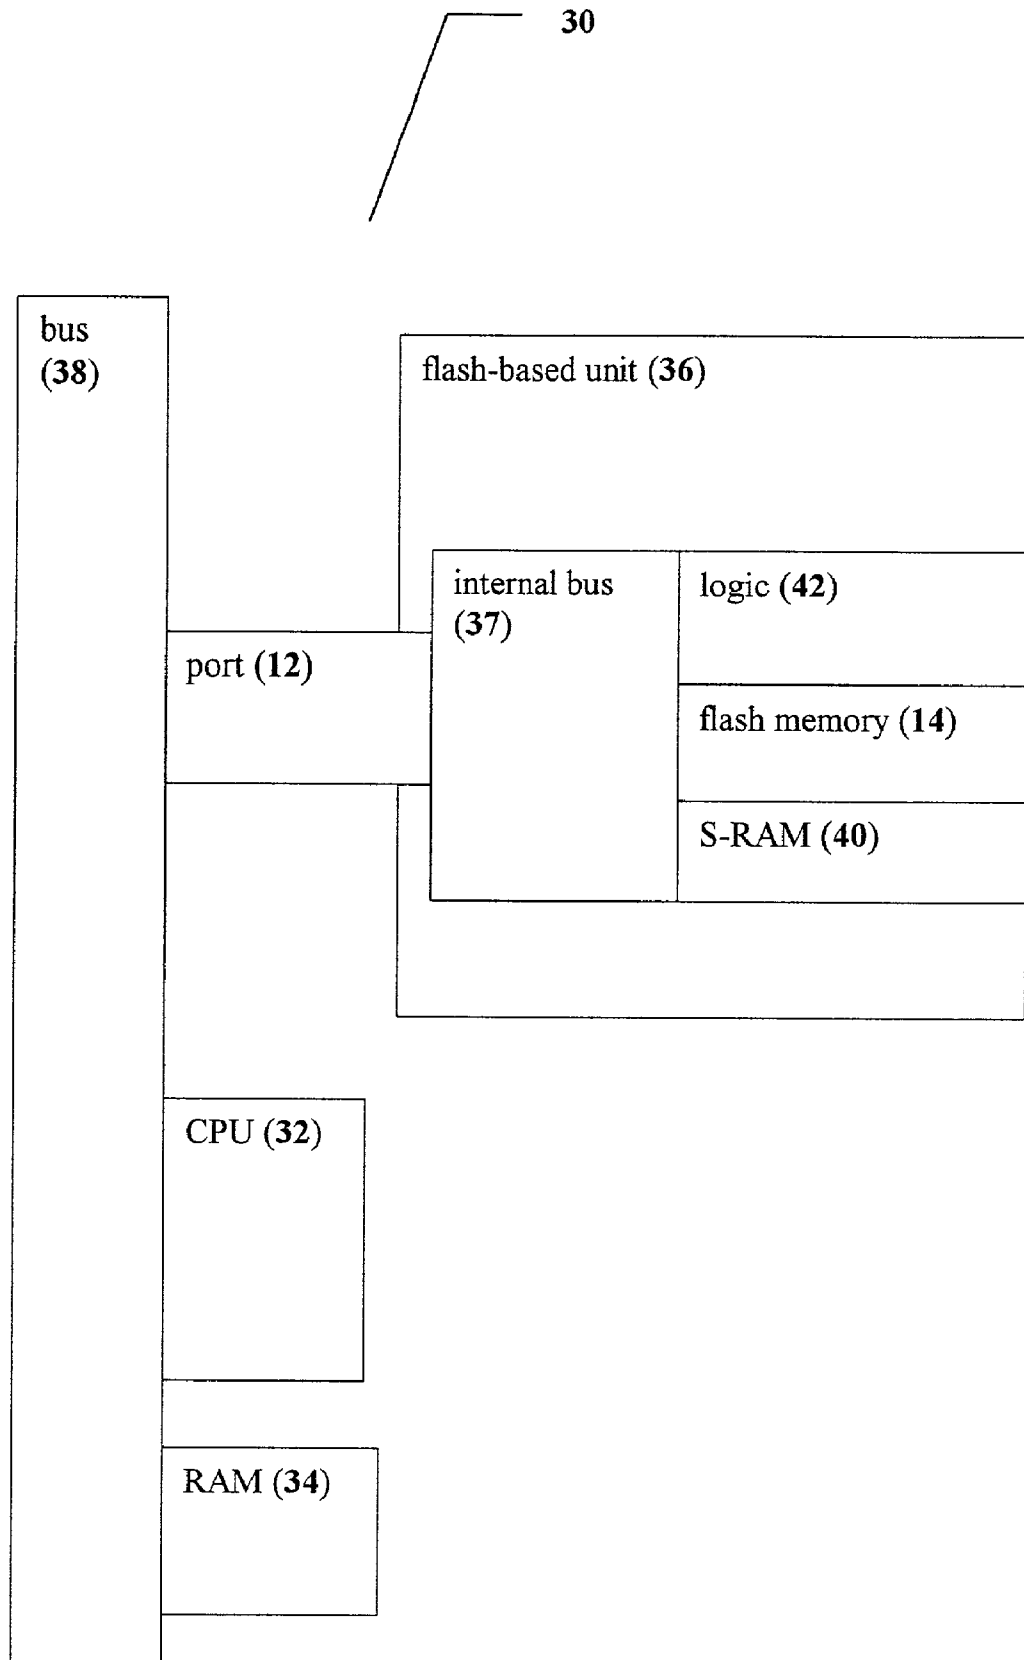 30
bus
(38)
flash-based unit (36)
internal bus
(37)
logic (42)
port (12)
flash memory (14)
S-RAM (40)
CPU (32)
RAM (34)